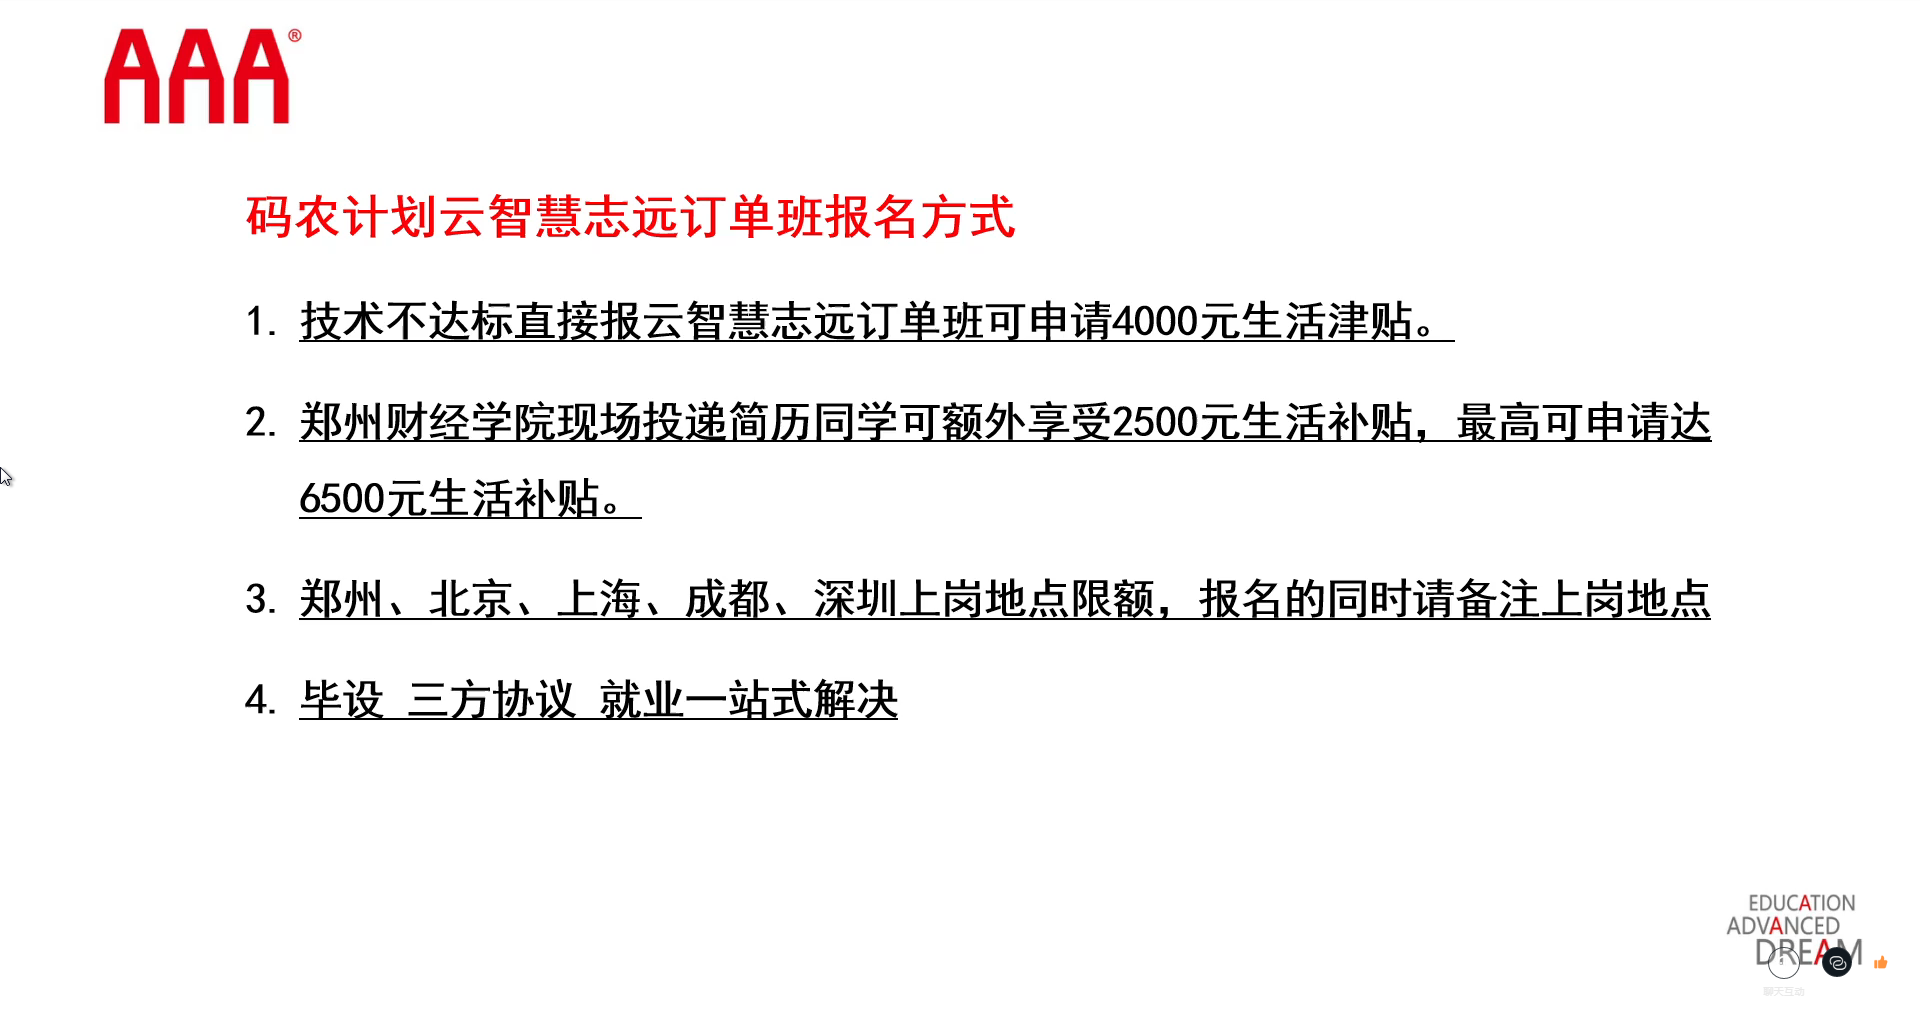 AAA®
码农计划云智慧志远订单班报名方式
1. 技术不达标直接报云智慧志远订单班可申请4000元生活津贴。
2. 郑州财经学院现场投递简历同学可额外享受2500元生活补贴，最高可申请达
6500元生活补贴。
3. 郑州、北京、上海、成都、深圳上岗地点限额，报名的同时请备注上岗地点
4. 毕设 三方协议 就业一站式解决
EDUCATION
ADVANCED
DREAM
聊天互动